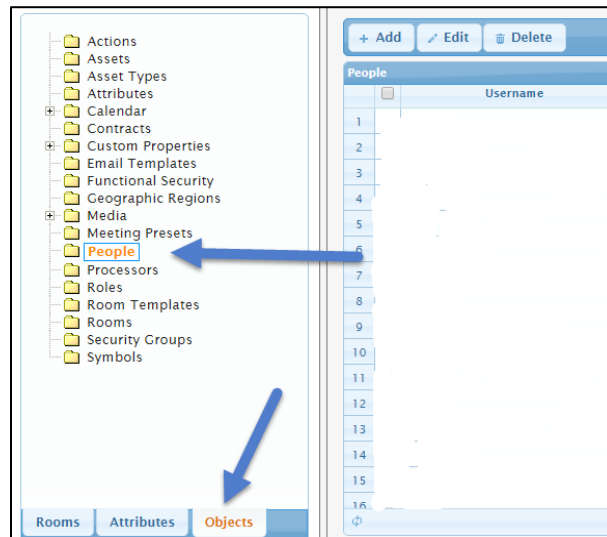 Actions
Assets
Asset Types
Attributes
Calendar
Contracts
Custom Properties
Email Templates
Functional Security
Geographic Regions
Media
Meeting Presets
People
Processors
Roles
Room Templates
Rooms
Security Groups
Symbols
Rooms Attributes Objects
+ Add Edit Delete
People
Username
1
2
3
4
5
6
7
8
9
10
11
12
13
14
15
16